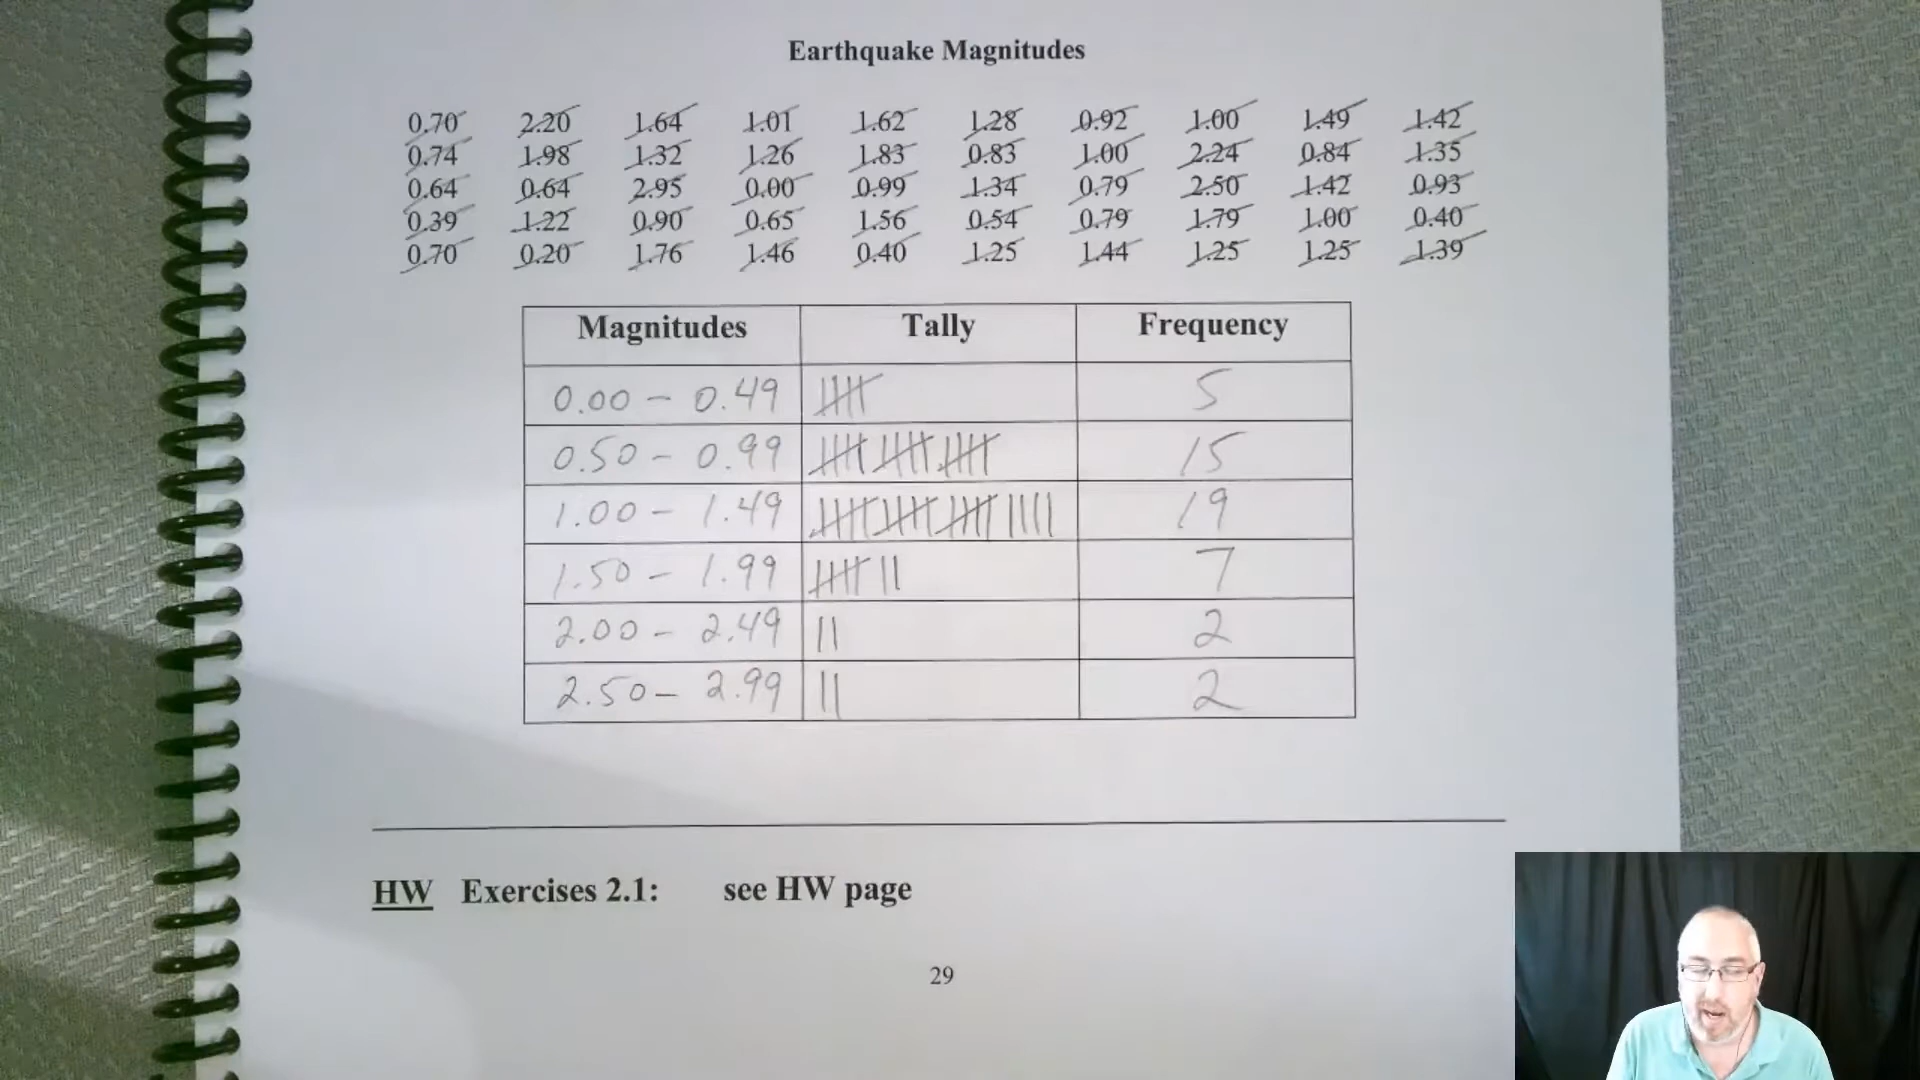 Earthquake Magnitudes
0.70 2.20 1.64 1.01 1.62 1.28 0.92 1.00 1.49 1.42
0.74 1.98 1.32 1.26 1.83 0.83 1.00 2.24 0.84 1.35
0.64 0.64 2.95 0.00 0.99 1.34 0.79 2.50 1.42 0.93
0.39 1.22 0.90 0.65 1.56 0.54 0.79 1.79 1.00 0.40
0.70 0.20 1.76 1.46 0.40 1.25 1.44 1.25 1.25 1.39
Magnitudes Tally Frequency
0.00 - 0.49 5
0.50 - 0.99 15
1.00 - 1.49 19
1.50 - 1.99 7
2.00 - 2.49 2
2.50 - 2.99 2
HW Exercises 2.1: see HW page
29